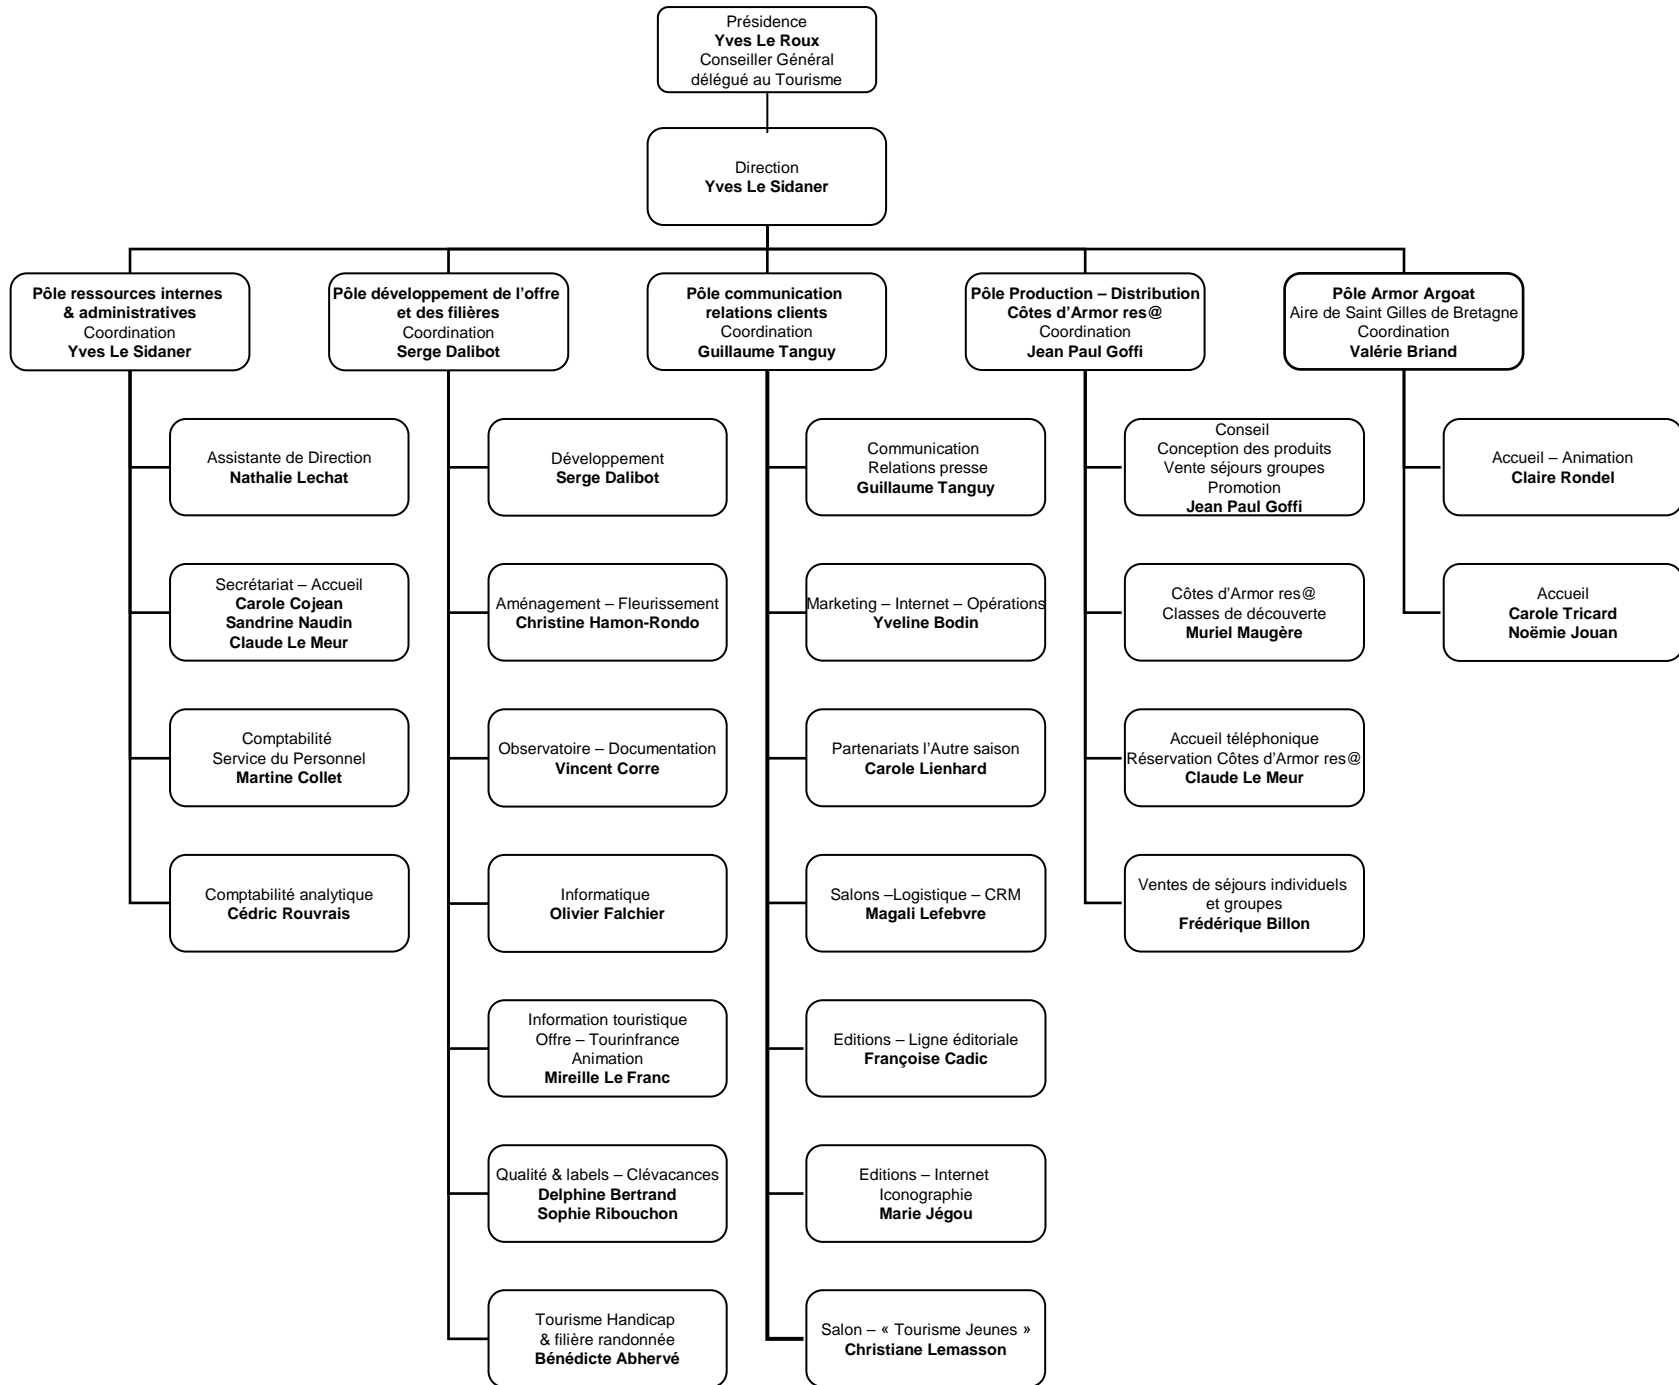 Présidence
Yves Le Roux
Conseiller Général
délégué au Tourisme
Direction
Yves Le Sidaner
Pôle ressources internes
& administratives
Coordination
Yves Le Sidaner
Assistante de Direction
Nathalie Lechat
Secrétariat – Accueil
Carole Cojean
Sandrine Naudin
Claude Le Meur
Comptabilité
Service du Personnel
Martine Collet
Comptabilité analytique
Cédric Rouvrais
Pôle développement de l’offre
et des filières
Coordination
Serge Dalibot
Développement
Serge Dalibot
Aménagement – Fleurissement
Christine Hamon-Rondo
Observatoire – Documentation
Vincent Corre
Informatique
Olivier Falchier
Information touristique
Offre – Tourinfrance
Animation
Mireille Le Franc
Qualité & labels – Clévacances
Delphine Bertrand
Sophie Ribouchon
Tourisme Handicap
& filière randonnée
Bénédicte Abhervé
Pôle communication
relations clients
Coordination
Guillaume Tanguy
Communication
Relations presse
Guillaume Tanguy
Marketing – Internet – Opérations
Yveline Bodin
Partenariats l’Autre saison
Carole Lienhard
Salons –Logistique – CRM
Magali Lefebvre
Editions – Ligne éditoriale
Françoise Cadic
Editions – Internet
Iconographie
Marie Jégou
Salon – « Tourisme Jeunes »
Christiane Lemasson
Pôle Production – Distribution
Côtes d’Armor res@
Coordination
Jean Paul Goffi
Conseil
Conception des produits
Vente séjours groupes
Promotion
Jean Paul Goffi
Côtes d’Armor res@
Classes de découverte
Muriel Maugère
Accueil téléphonique
Réservation Côtes d’Armor res@
Claude Le Meur
Ventes de séjours individuels
et groupes
Frédérique Billon
Pôle Armor Argoat
Aire de Saint Gilles de Bretagne
Coordination
Valérie Briand
Accueil – Animation
Claire Rondel
Accueil
Carole Tricard
Noëmie Jouan